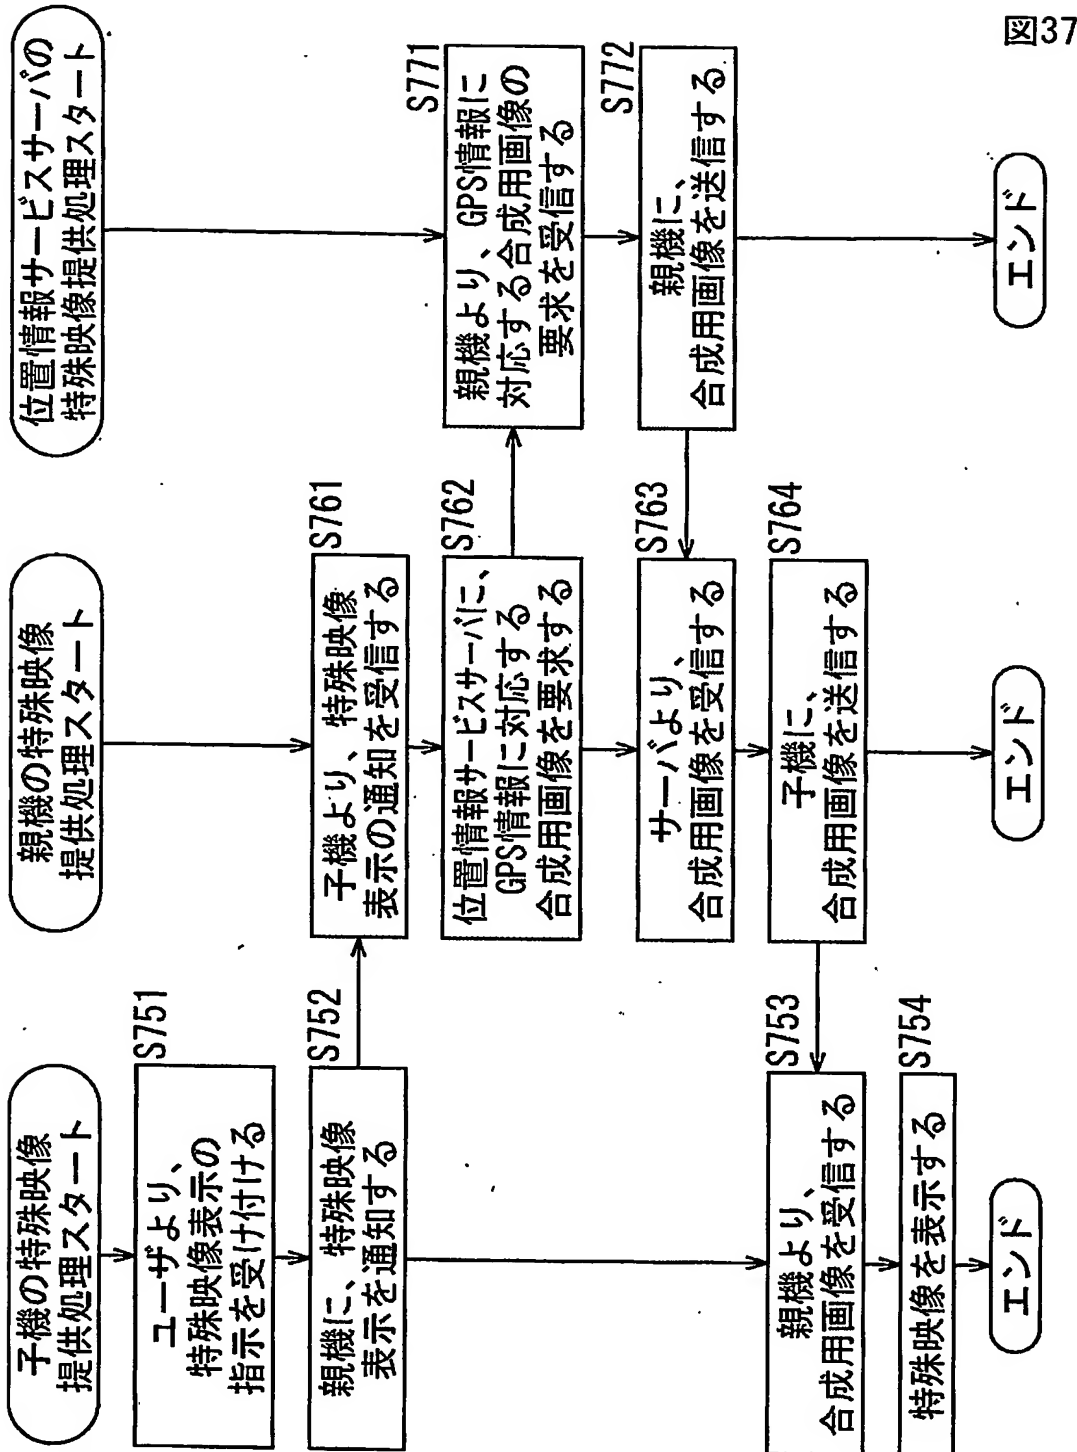 図37
子機の特殊映像
提供処理スタート
S751
ユーザより、
特殊映像表示の
指示を受け付ける
S752
親機に、特殊映像
表示を通知する
S753
親機より、
合成用画像を受信する
S754
特殊映像を表示する
エンド
親機の特殊映像
提供処理スタート
S761
子機より、特殊映像
表示の通知を受信する
S762
位置情報サービスサーバに、
GPS情報に対応する
合成用画像を要求する
S763
サーバより、
合成用画像を受信する
S764
子機に、
合成用画像を送信する
エンド
位置情報サービスサーバの
特殊映像提供処理スタート
S771
親機より、GPS情報に
対応する合成用画像の
要求を受信する
S772
親機に、
合成用画像を送信する
エンド